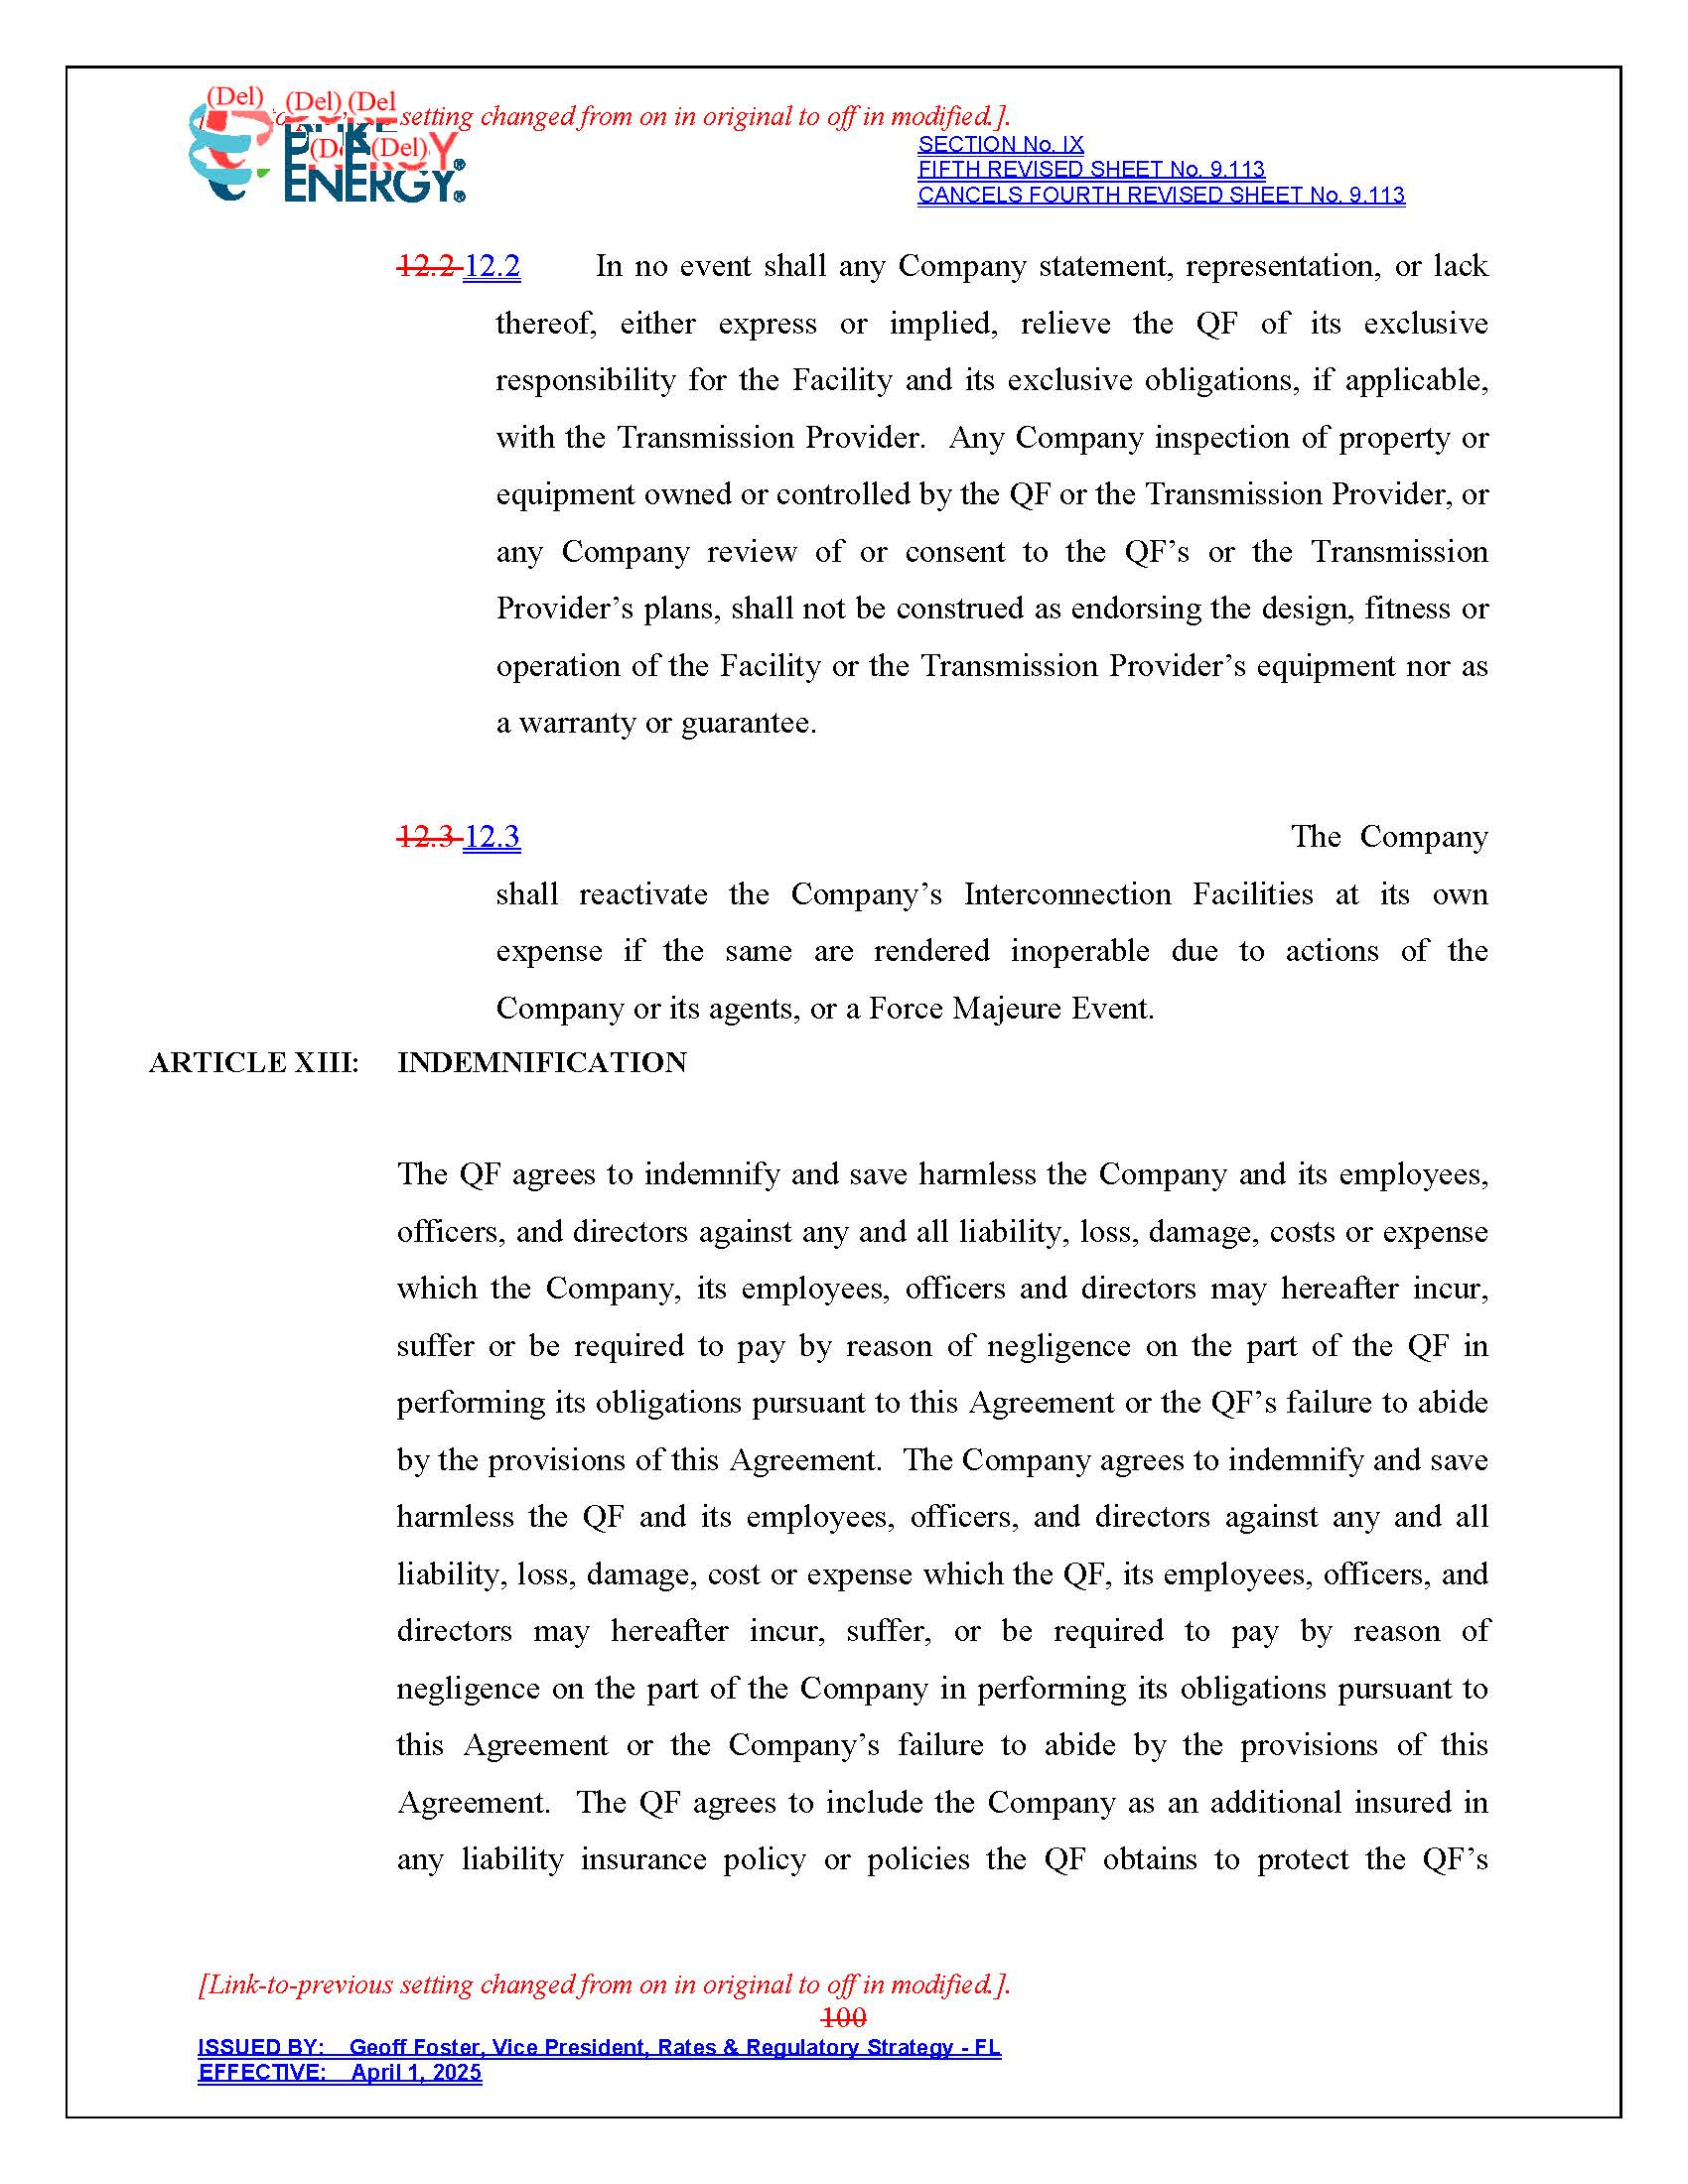 (Del) (Del) (Del
setting changed from on in original to off in modified.].
(Del)
ENERGY®
SECTION No. IX
FIFTH REVISED SHEET No. 9.113
CANCELS FOURTH REVISED SHEET No. 9.113
12.2 12.2 In no event shall any Company statement, representation, or lack
thereof, either express or implied, relieve the QF of its exclusive
responsibility for the Facility and its exclusive obligations, if applicable,
with the Transmission Provider. Any Company inspection of property or
equipment owned or controlled by the QF or the Transmission Provider, or
any Company review of or consent to the QF’s or the Transmission
Provider’s plans, shall not be construed as endorsing the design, fitness or
operation of the Facility or the Transmission Provider’s equipment nor as
a warranty or guarantee.
12.3 12.3 The Company
shall reactivate the Company’s Interconnection Facilities at its own
expense if the same are rendered inoperable due to actions of the
Company or its agents, or a Force Majeure Event.
ARTICLE XIII: INDEMNIFICATION
The QF agrees to indemnify and save harmless the Company and its employees,
officers, and directors against any and all liability, loss, damage, costs or expense
which the Company, its employees, officers and directors may hereafter incur,
suffer or be required to pay by reason of negligence on the part of the QF in
performing its obligations pursuant to this Agreement or the QF’s failure to abide
by the provisions of this Agreement. The Company agrees to indemnify and save
harmless the QF and its employees, officers, and directors against any and all
liability, loss, damage, cost or expense which the QF, its employees, officers, and
directors may hereafter incur, suffer, or be required to pay by reason of
negligence on the part of the Company in performing its obligations pursuant to
this Agreement or the Company’s failure to abide by the provisions of this
Agreement. The QF agrees to include the Company as an additional insured in
any liability insurance policy or policies the QF obtains to protect the QF’s
[Link-to-previous setting changed from on in original to off in modified.].
100
ISSUED BY: Geoff Foster, Vice President, Rates & Regulatory Strategy - FL
EFFECTIVE: April 1, 2025